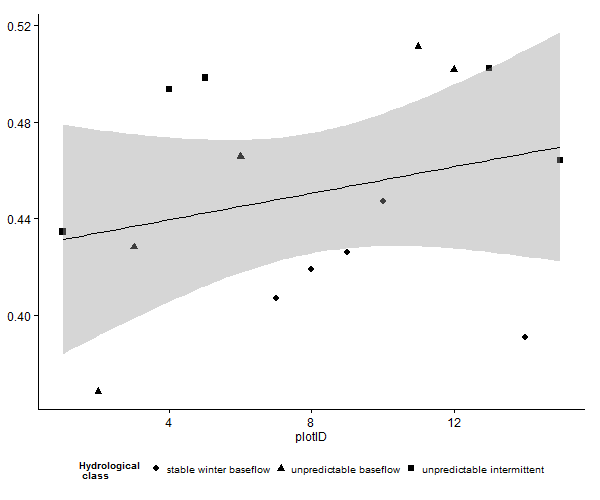 0.52
0.48
0.44
0.40
4 8 12
plotID
Hydrological class stable winter baseflow unpredictable baseflow unpredictable intermittent